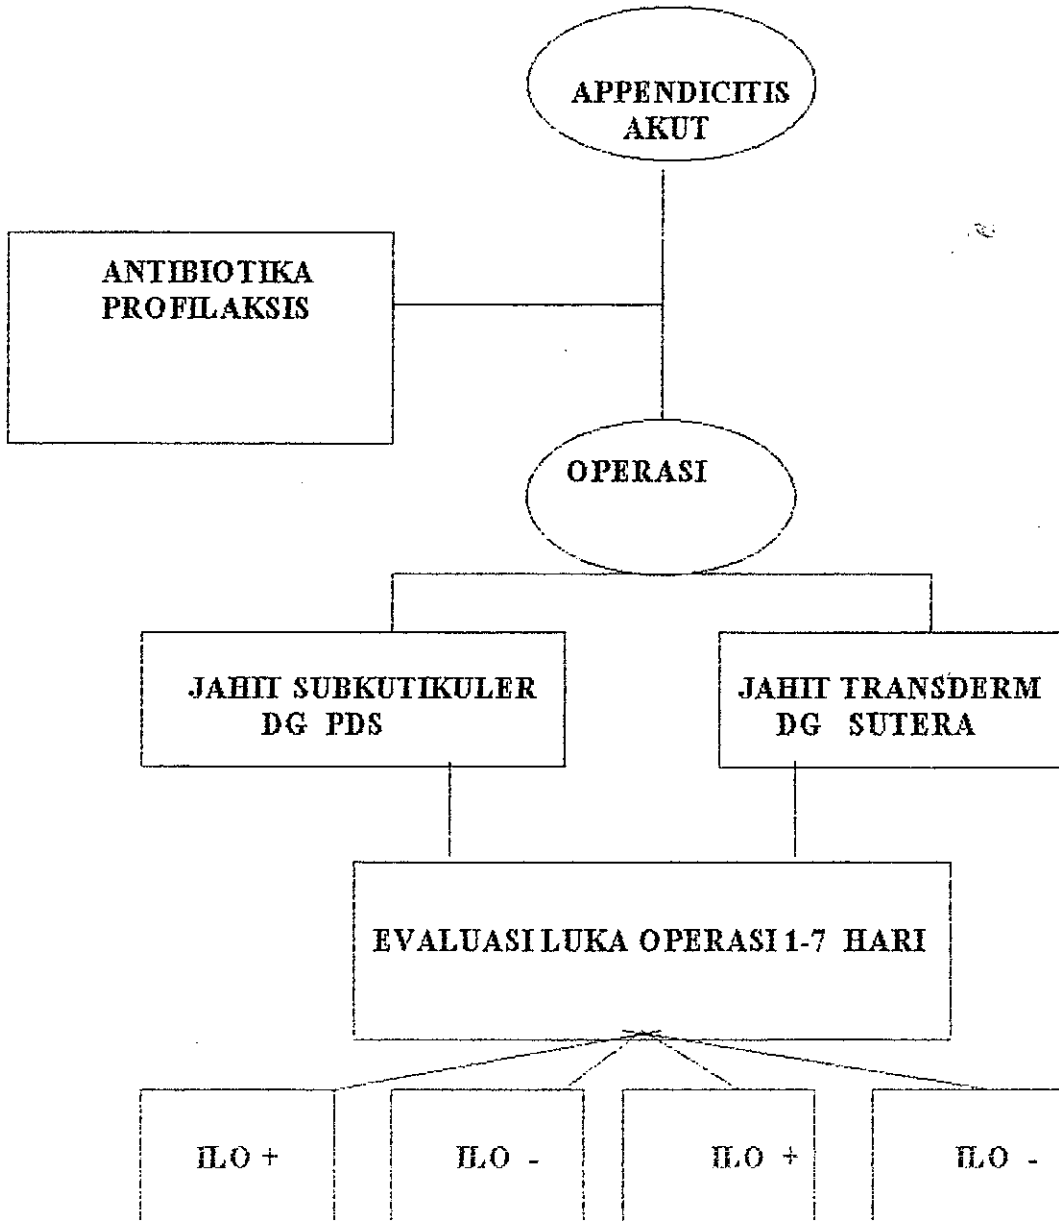 APPENDICITIS
AKUT
ANTIBIOTIKA
PROFILAKSIS
OPERASI
JAHIT SUBKUTIKULER
DG PDS
JAHIT TRANSDERM
DG SUTERA
EVALUASI LUKA OPERASI 1-7 HARI
ILO +
ILO -
ILO +
ILO -